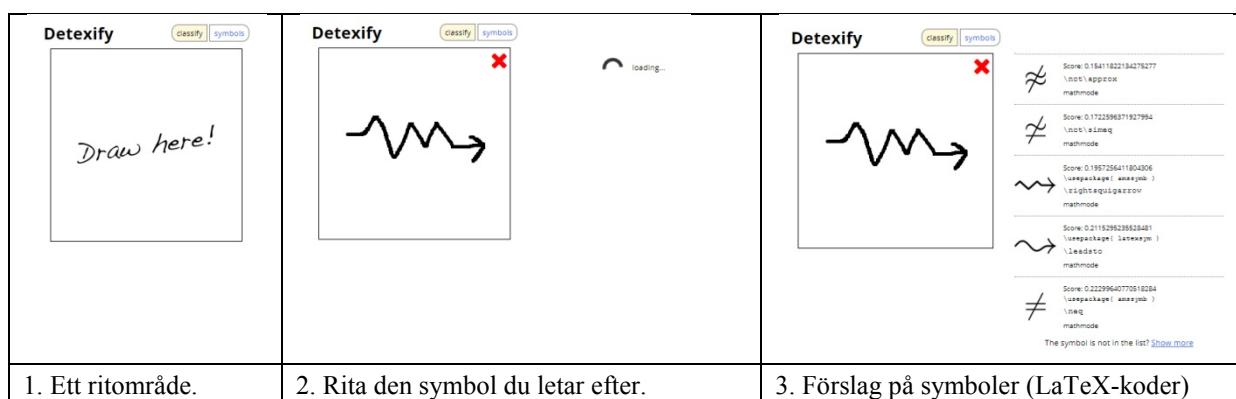 Detexify
classify symbols
Draw here!
1. Ett ritområde.
Detexify
classify symbols
loading...
2. Rita den symbol du letar efter.
Detexify
classify symbols
Score: 0.15411822134275277
\not\approx
mathmode
Score: 0.1722596371927994
\not\simeq
mathmode
Score: 0.1957256411804306
\usepackage{ amssymb }
\rightsquigarrow
mathmode
Score: 0.2115295235528481
\usepackage{ latexsym }
\leadsto
mathmode
Score: 0.22299640770518284
\usepackage{ amssymb }
\neq
mathmode
The symbol is not in the list? Show more
3. Förslag på symboler (LaTeX-koder)